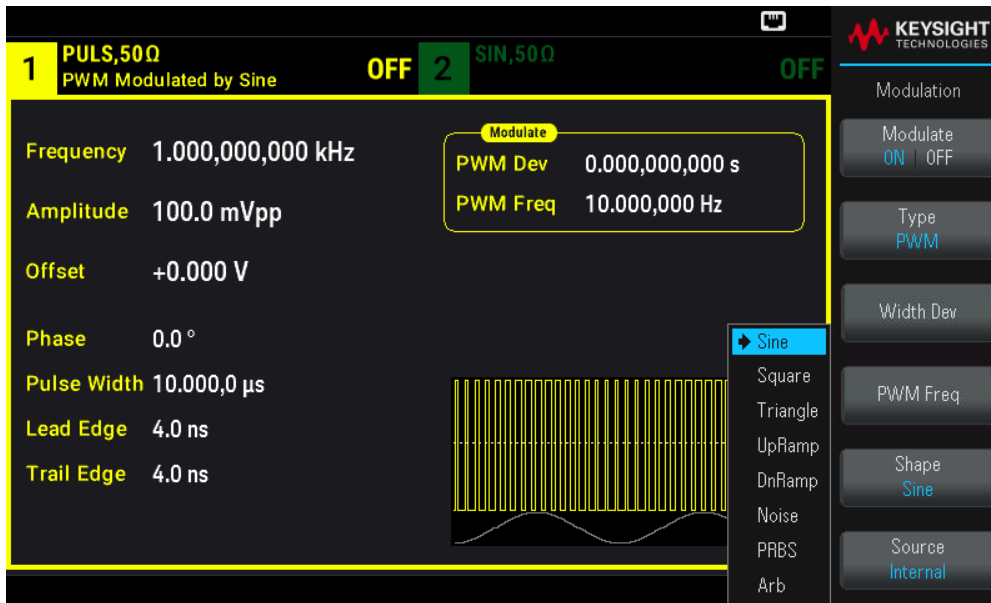 KEYSIGHT
TECHNOLOGIES
1
PULS,50Ω
PWM Modulated by Sine
OFF
2
SIN,50Ω
OFF
Frequency 1.000,000,000 kHz
Amplitude 100.0 mVpp
Offset +0.000 V
Phase 0.0 °
Pulse Width 10.000,0 µs
Lead Edge 4.0 ns
Trail Edge 4.0 ns
Modulate
PWM Dev 0.000,000,000 s
PWM Freq 10.000,000 Hz
Sine
Square
Triangle
UpRamp
DnRamp
Noise
PRBS
Arb
Modulation
Modulate
ON | OFF
Type
PWM
Width Dev
PWM Freq
Shape
Sine
Source
Internal